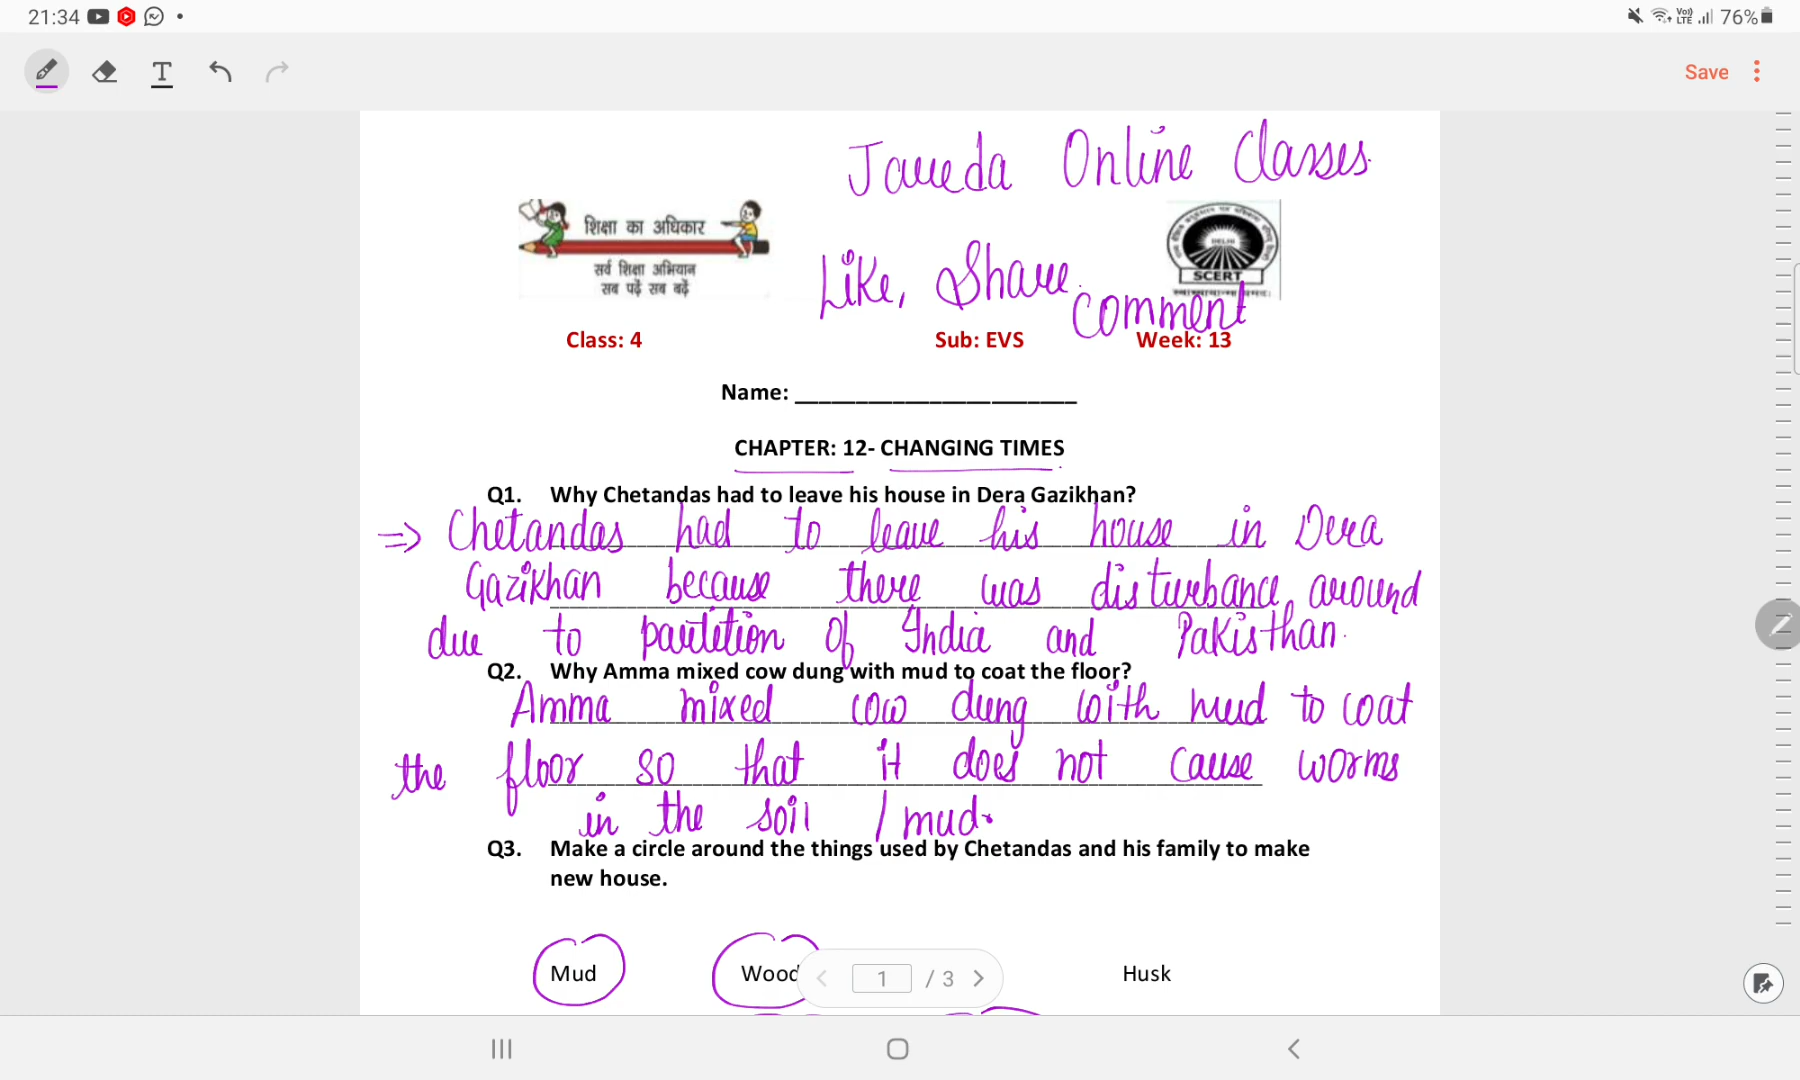 21:34
Vo)) LTE 76%
T Save
Javeda Online Classes.
शिक्षा का अधिकार
सर्व शिक्षा अभियान
सब पढ़ें सब बढ़ें
DELHI
SCERT
Like, Share.
Comment
Class: 4 Sub: EVS Week: 13
Name: ______________________
CHAPTER: 12- CHANGING TIMES
Q1. Why Chetandas had to leave his house in Dera Gazikhan?
⇒ Chetandas had to leave his house in Dera
Gazikhan because there was disturbance around
due to partition of India and Pakisthan.
Q2. Why Amma mixed cow dung with mud to coat the floor?
Amma mixed cow dung with mud to coat
the floor so that it does not cause worms
in the soil / mud.
Q3. Make a circle around the things used by Chetandas and his family to make
new house.
Mud Wood Husk
1 / 3